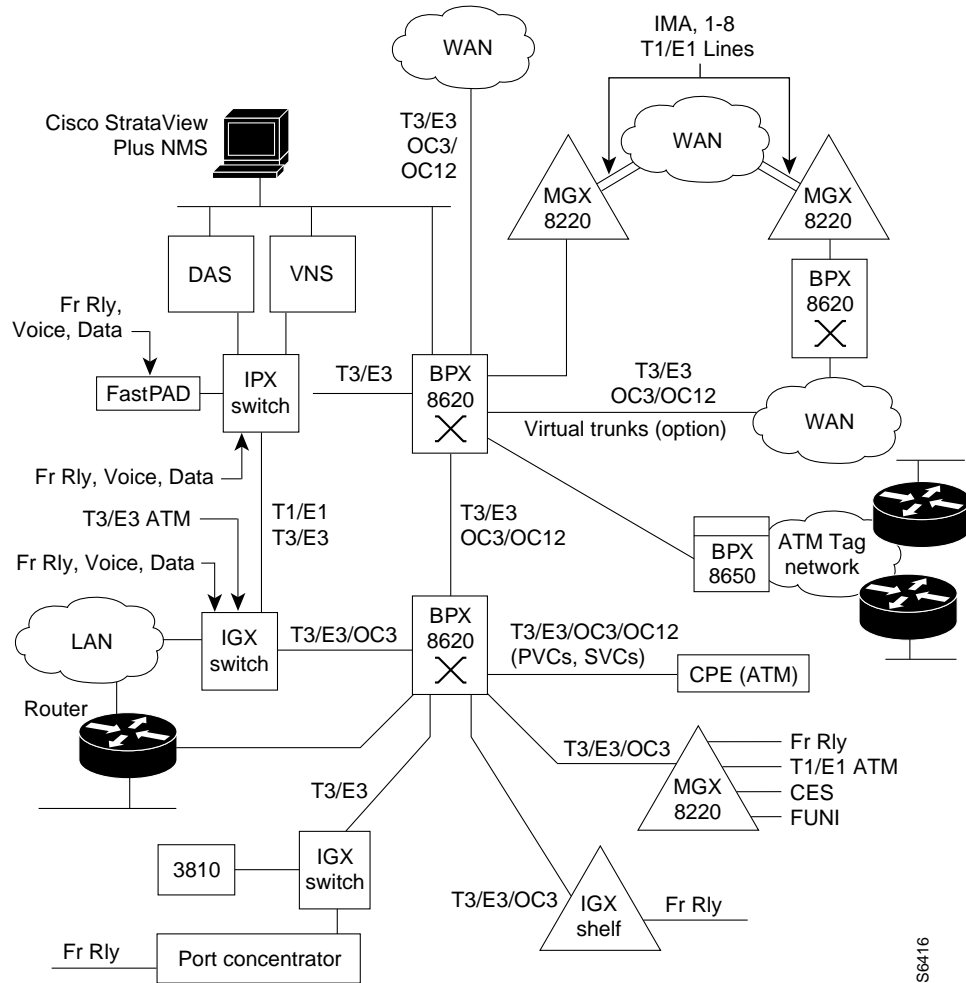 IMA, 1-8
T1/E1 Lines
WAN
Cisco StrataView
Plus NMS
T3/E3
OC3/
OC12
WAN
MGX
8220
MGX
8220
DAS
VNS
BPX
8620
Fr Rly,
Voice, Data
FastPAD
IPX
switch
T3/E3
BPX
8620
T3/E3
OC3/OC12
Virtual trunks (option)
WAN
Fr Rly, Voice, Data
T1/E1
T3/E3
T3/E3 ATM
Fr Rly, Voice, Data
T3/E3
OC3/OC12
BPX
8650
ATM Tag
network
LAN
IGX
switch
T3/E3/OC3
BPX
8620
T3/E3/OC3/OC12
(PVCs, SVCs)
CPE (ATM)
Router
T3/E3/OC3
MGX
8220
Fr Rly
T1/E1 ATM
CES
FUNI
T3/E3
3810
IGX
switch
T3/E3/OC3
IGX
shelf
Fr Rly
Fr Rly
Port concentrator
S6416